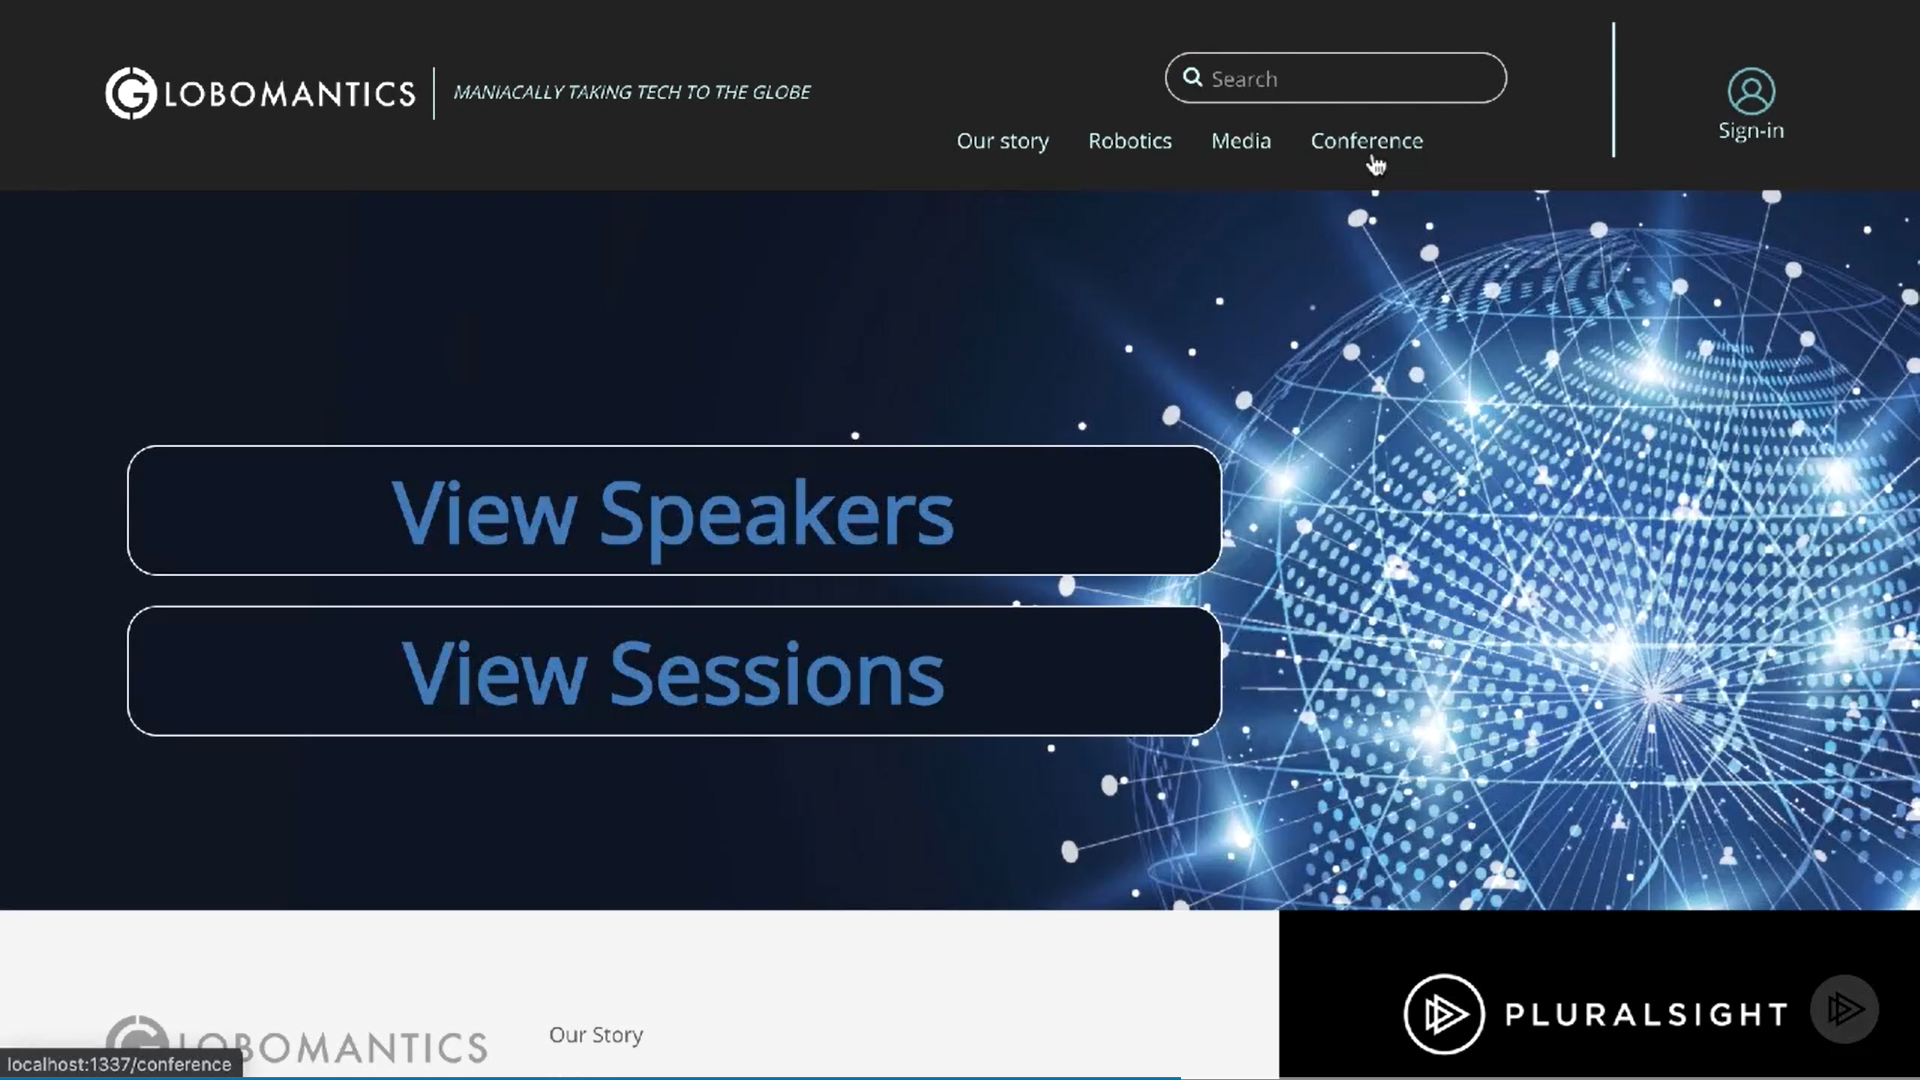 GLOBOMANTICS
MANIACALLY TAKING TECH TO THE GLOBE
Search
Our story Robotics Media Conference
Sign-in
View Speakers
View Sessions
GLOBOMANTICS
Our Story
PLURALSIGHT
localhost:1337/conference